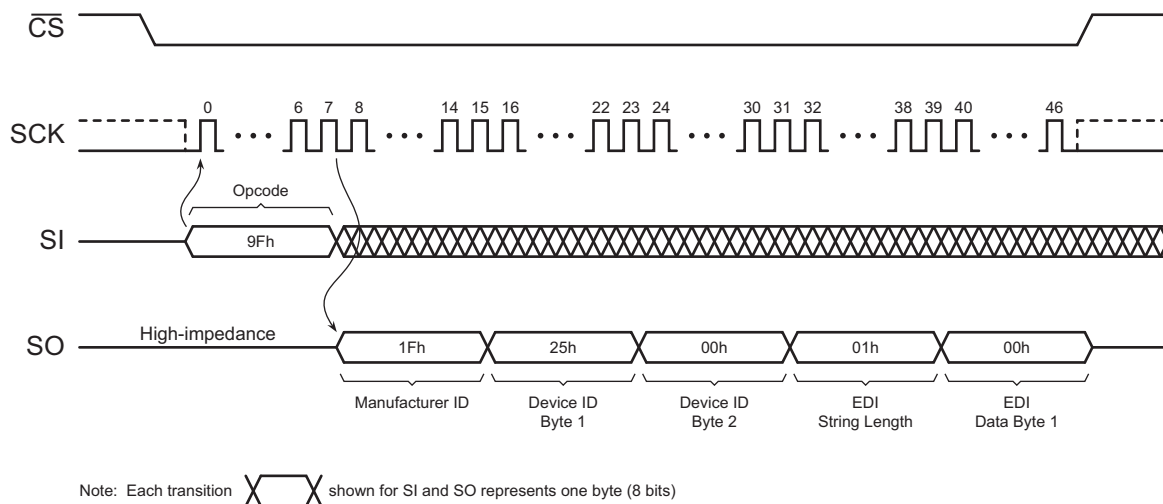 CS
SCK
0 6 7 8 14 15 16 22 23 24 30 31 32 38 39 40 46
Opcode
SI
9Fh
High-impedance
SO
1Fh 25h 00h 01h 00h
Manufacturer ID
Device ID
Byte 1
Device ID
Byte 2
EDI
String Length
EDI
Data Byte 1
Note: Each transition shown for SI and SO represents one byte (8 bits)